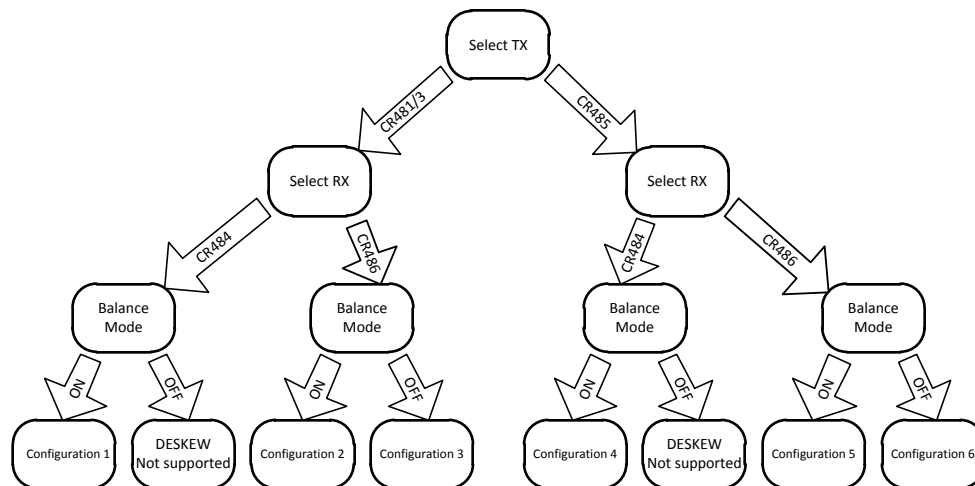 Select TX
CR481/3
CR485
Select RX
Select RX
CR484
CR486
CR484
CR486
Balance
Mode
Balance
Mode
Balance
Mode
Balance
Mode
ON
OFF
ON
OFF
ON
OFF
ON
OFF
Configuration 1
DESKEW
Not supported
Configuration 2
Configuration 3
Configuration 4
DESKEW
Not supported
Configuration 5
Configuration 6